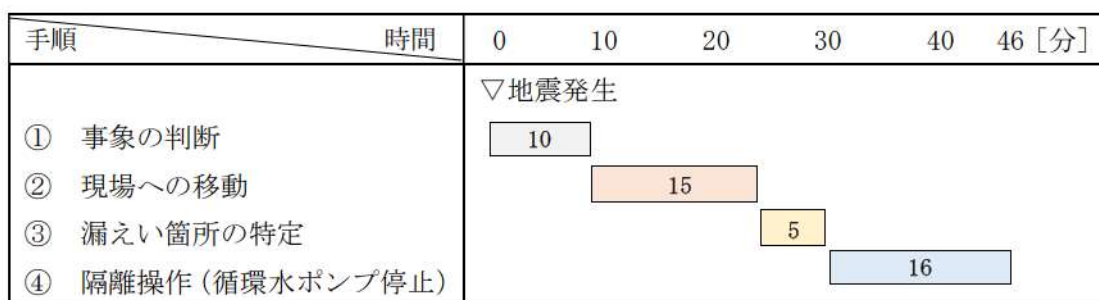 手順 時間 0 10 20 30 40 46［分］
▽地震発生
① 事象の判断 10
② 現場への移動 15
③ 漏えい箇所の特定 5
④ 隔離操作（循環水ポンプ停止） 16